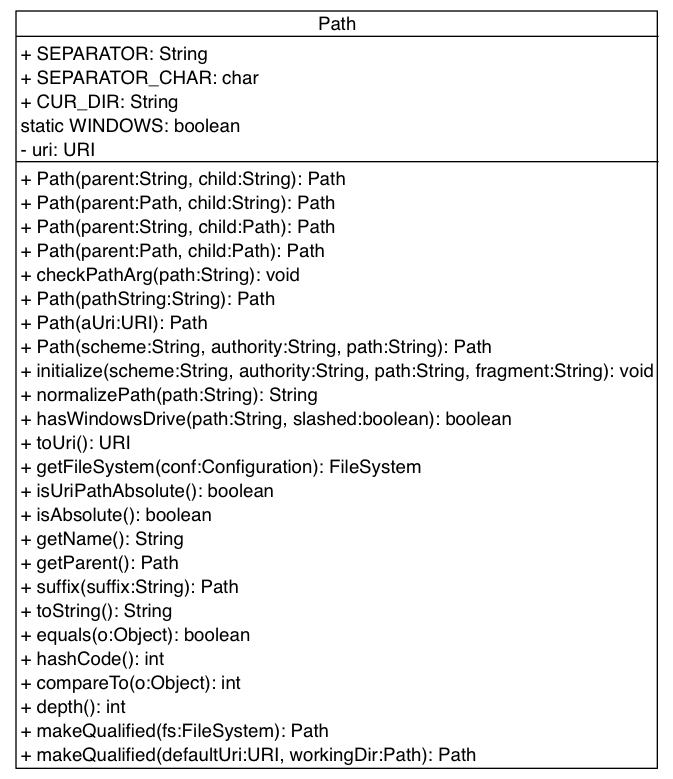 Path
+ SEPARATOR: String
+ SEPARATOR_CHAR: char
+ CUR_DIR: String
static WINDOWS: boolean
- uri: URI
+ Path(parent:String, child:String): Path
+ Path(parent:Path, child:String): Path
+ Path(parent:String, child:Path): Path
+ Path(parent:Path, child:Path): Path
+ checkPathArg(path:String): void
+ Path(pathString:String): Path
+ Path(aUri:URI): Path
+ Path(scheme:String, authority:String, path:String): Path
+ initialize(scheme:String, authority:String, path:String, fragment:String): void
+ normalizePath(path:String): String
+ hasWindowsDrive(path:String, slashed:boolean): boolean
+ toUri(): URI
+ getFileSystem(conf:Configuration): FileSystem
+ isUriPathAbsolute(): boolean
+ isAbsolute(): boolean
+ getName(): String
+ getParent(): Path
+ suffix(suffix:String): Path
+ toString(): String
+ equals(o:Object): boolean
+ hashCode(): int
+ compareTo(o:Object): int
+ depth(): int
+ makeQualified(fs:FileSystem): Path
+ makeQualified(defaultUri:URI, workingDir:Path): Path